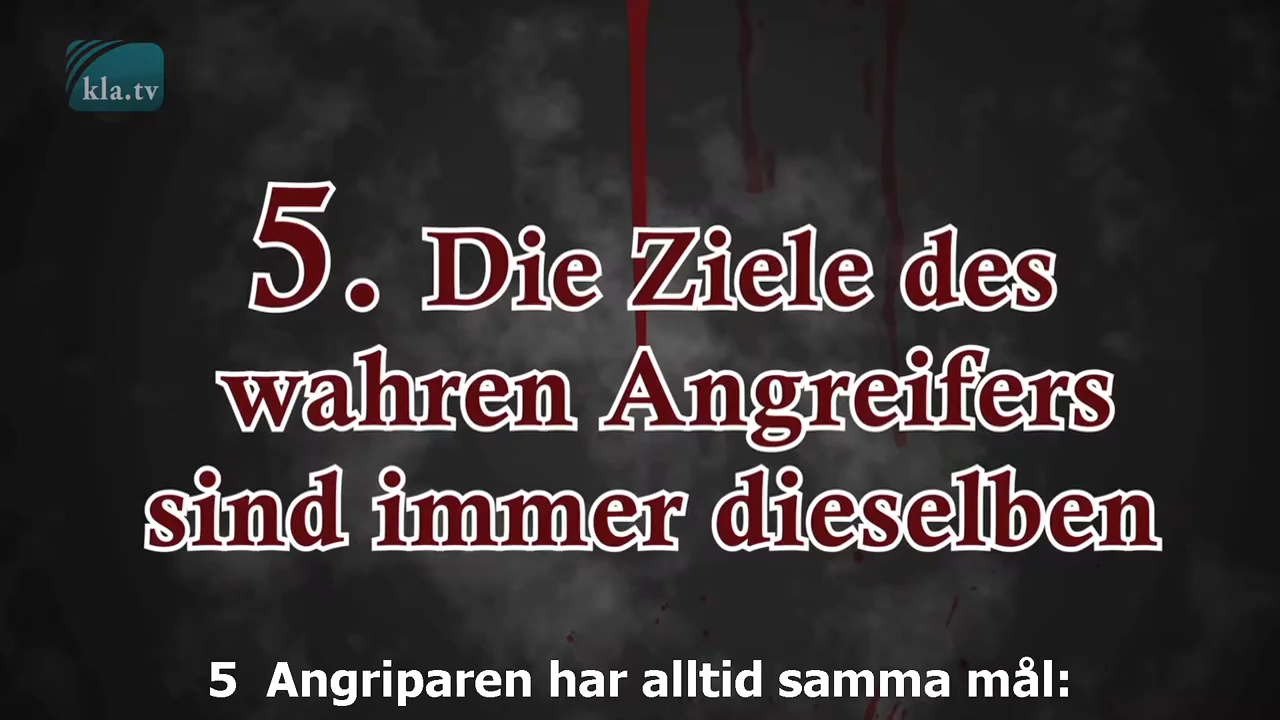 kla.tv
5. Die Ziele des
wahren Angreifers
sind immer dieselben
5 Angriparen har alltid samma mål: